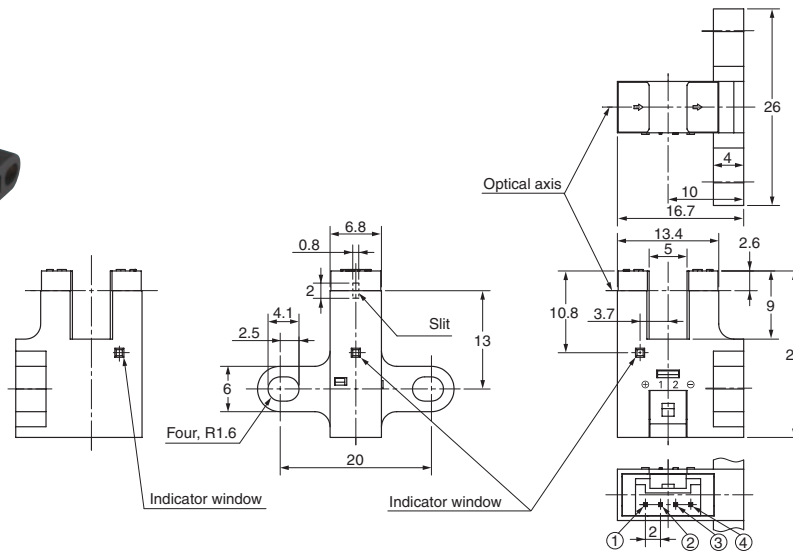 26
4
10
16.7
Optical axis
6.8
0.8
2
4.1
2.5
Slit
13
6
Four, R1.6
20
13.4
5
2.6
10.8
3.7
9
⊕ 1 2 ⊖
Indicator window
Indicator window
① 2 ② ③ ④